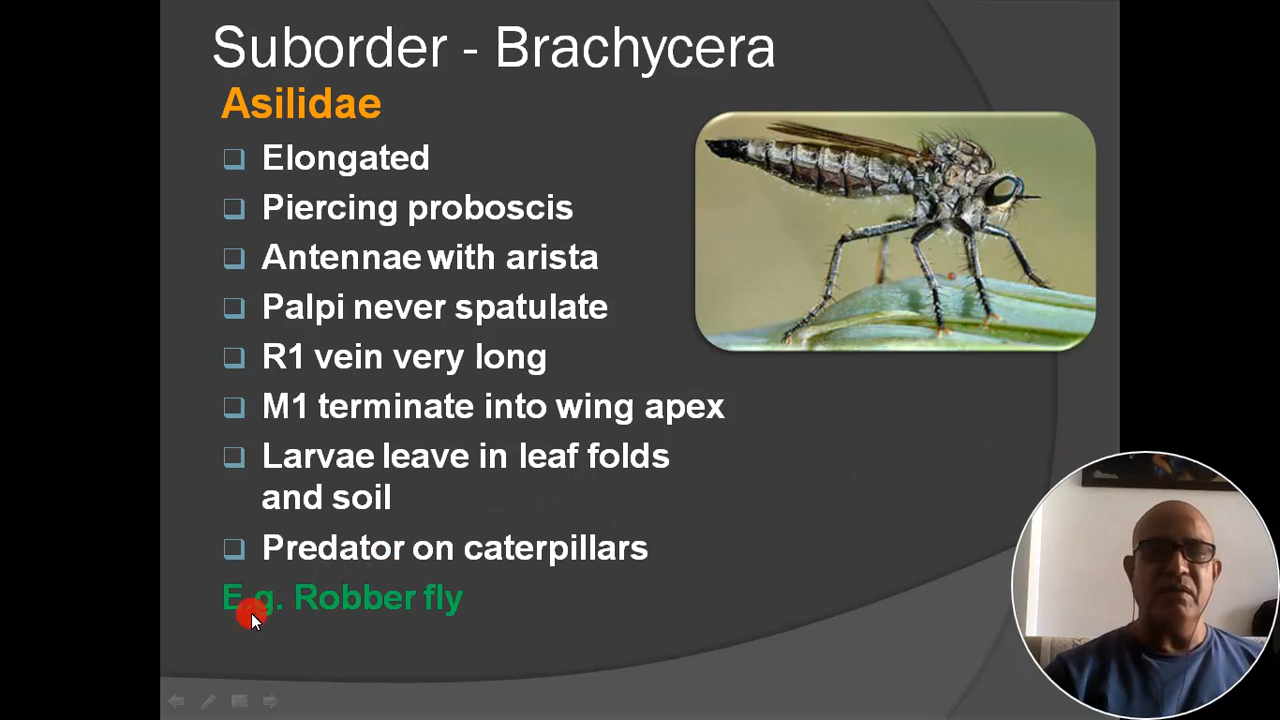 Suborder - Brachycera
Asilidae
Elongated
Piercing proboscis
Antennae with arista
Palpi never spatulate
R1 vein very long
M1 terminate into wing apex
Larvae leave in leaf folds
and soil
Predator on caterpillars
E.g. Robber fly